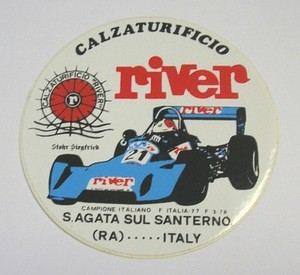 CALZATURIFICIO
river
CALZATURIFICIO "RIVER"
r
Stohr Siegfried
river
21
river
CAMPIONE ITALIANO F ITALIA 77 F 3 78
S.AGATA SUL SANTERNO
(RA).....ITALY